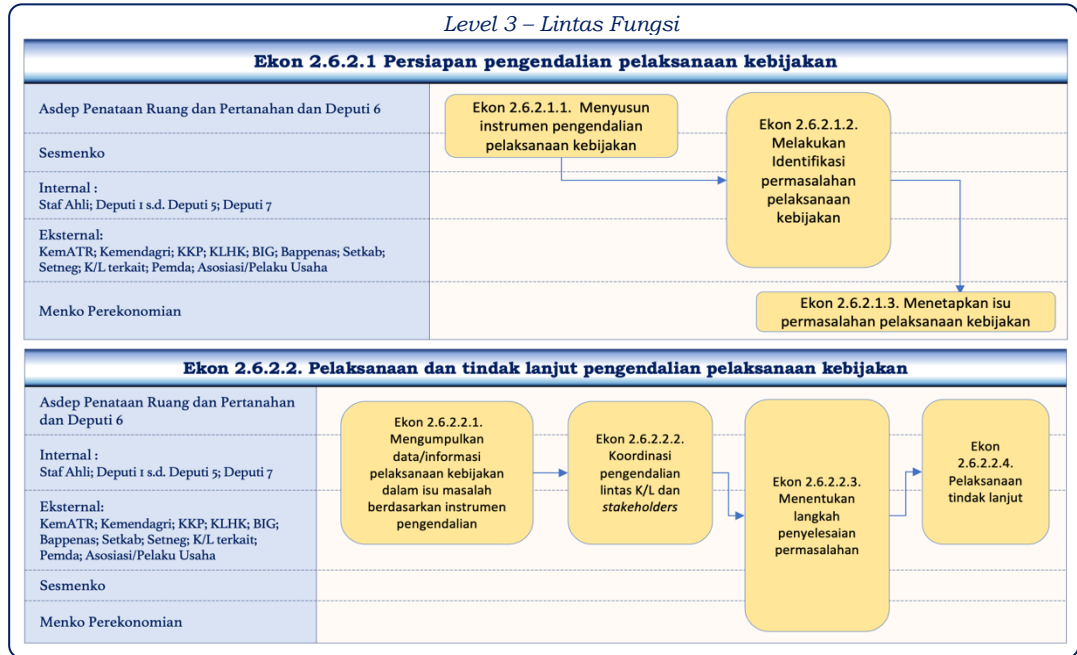 Level 3 – Lintas Fungsi
Ekon 2.6.2.1 Persiapan pengendalian pelaksanaan kebijakan
Asdep Penataan Ruang dan Pertanahan dan Deputi 6
Sesmenko
Internal :
Staf Ahli; Deputi 1 s.d. Deputi 5; Deputi 7
Eksternal:
KemATR; Kemendagri; KKP; KLHK; BIG; Bappenas; Setkab;
Setneg; K/L terkait; Pemda; Asosiasi/Pelaku Usaha
Menko Perekonomian
Ekon 2.6.2.1.1. Menyusun
instrumen pengendalian
pelaksanaan kebijakan
Ekon 2.6.2.1.2.
Melakukan
Identifikasi
permasalahan
pelaksanaan
kebijakan
Ekon 2.6.2.1.3. Menetapkan isu
permasalahan pelaksanaan kebijakan
Ekon 2.6.2.2. Pelaksanaan dan tindak lanjut pengendalian pelaksanaan kebijakan
Asdep Penataan Ruang dan Pertanahan
dan Deputi 6
Internal :
Staf Ahli; Deputi 1 s.d. Deputi 5; Deputi 7
Eksternal:
KemATR; Kemendagri; KKP; KLHK; BIG;
Bappenas; Setkab; Setneg; K/L terkait;
Pemda; Asosiasi/Pelaku Usaha
Sesmenko
Menko Perekonomian
Ekon 2.6.2.2.1.
Mengumpulkan
data/informasi
pelaksanaan kebijakan
dalam isu masalah
berdasarkan instrumen
pengendalian
Ekon 2.6.2.2.2.
Koordinasi
pengendalian
lintas K/L dan
stakeholders
Ekon 2.6.2.2.3.
Menentukan
langkah
penyelesaian
permasalahan
Ekon
2.6.2.2.4.
Pelaksanaan
tindak lanjut